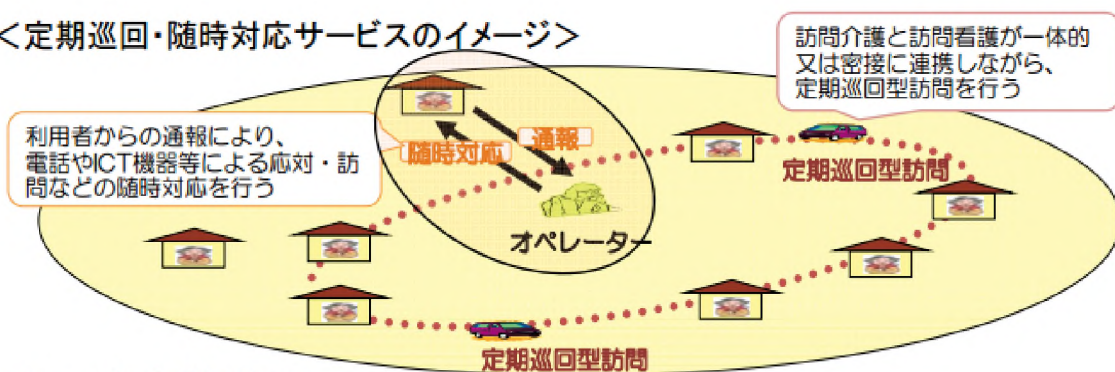 ＜定期巡回・随時対応サービスのイメージ＞
訪問介護と訪問看護が一体的
又は密接に連携しながら、
定期巡回型訪問を行う
利用者からの通報により、
電話やICT機器等による応対・訪
問などの随時対応を行う
通報
随時対応
定期巡回型訪問
オペレーター
定期巡回型訪問